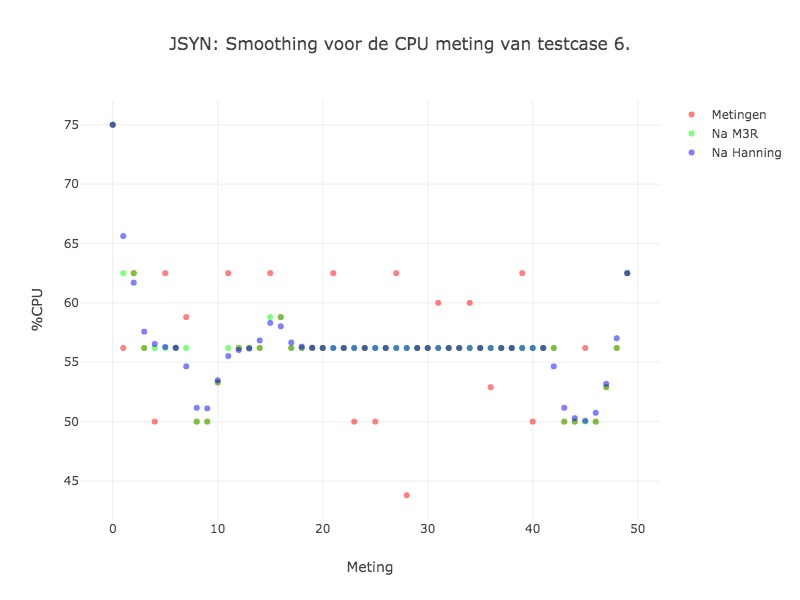 JSYN: Smoothing voor de CPU meting van testcase 6.
Metingen
Na M3R
Na Hanning
%CPU
75
70
65
60
55
50
45
0 10 20 30 40 50
Meting